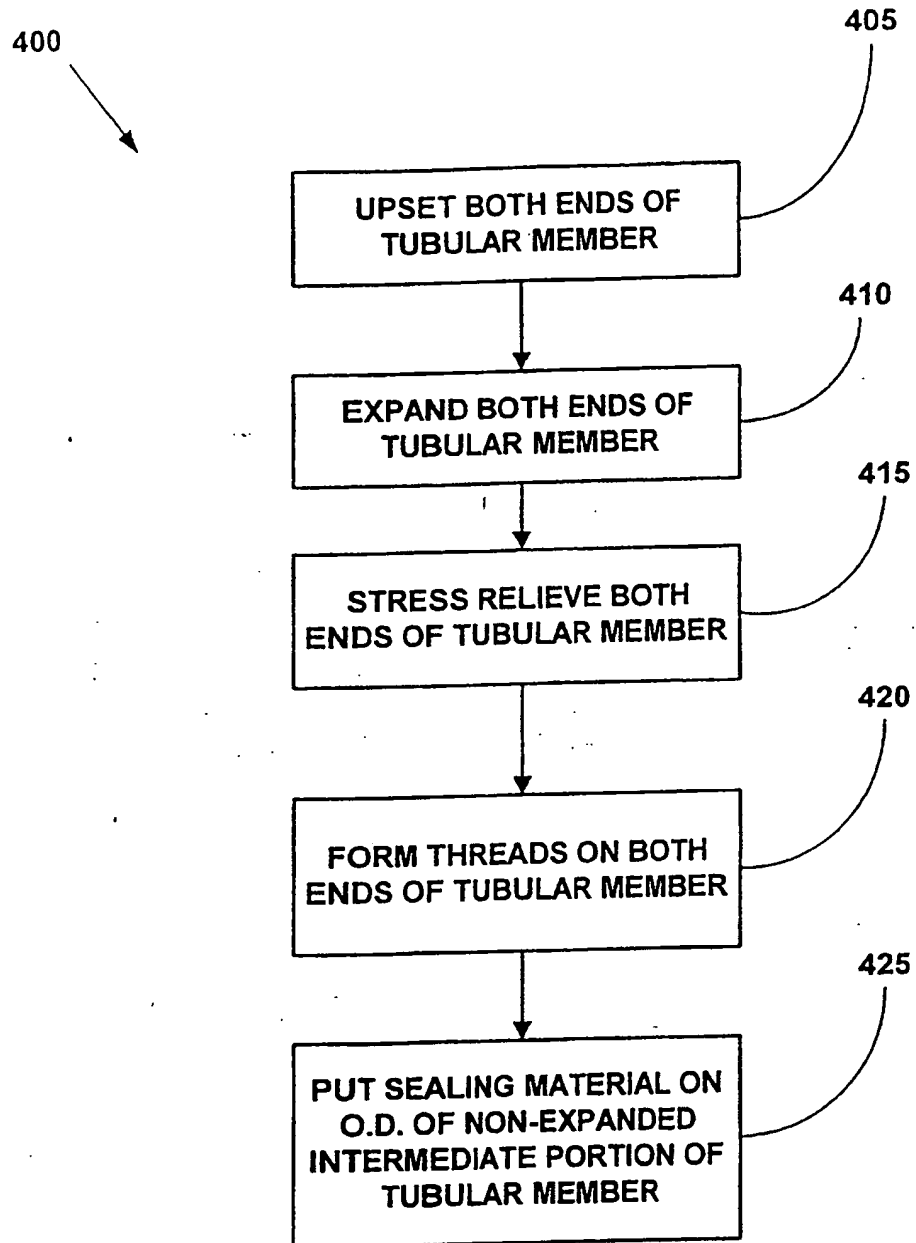 400
405
UPSET BOTH ENDS OF
TUBULAR MEMBER
410
EXPAND BOTH ENDS OF
TUBULAR MEMBER
415
STRESS RELIEVE BOTH
ENDS OF TUBULAR MEMBER
420
FORM THREADS ON BOTH
ENDS OF TUBULAR MEMBER
425
PUT SEALING MATERIAL ON
O.D. OF NON-EXPANDED
INTERMEDIATE PORTION OF
TUBULAR MEMBER